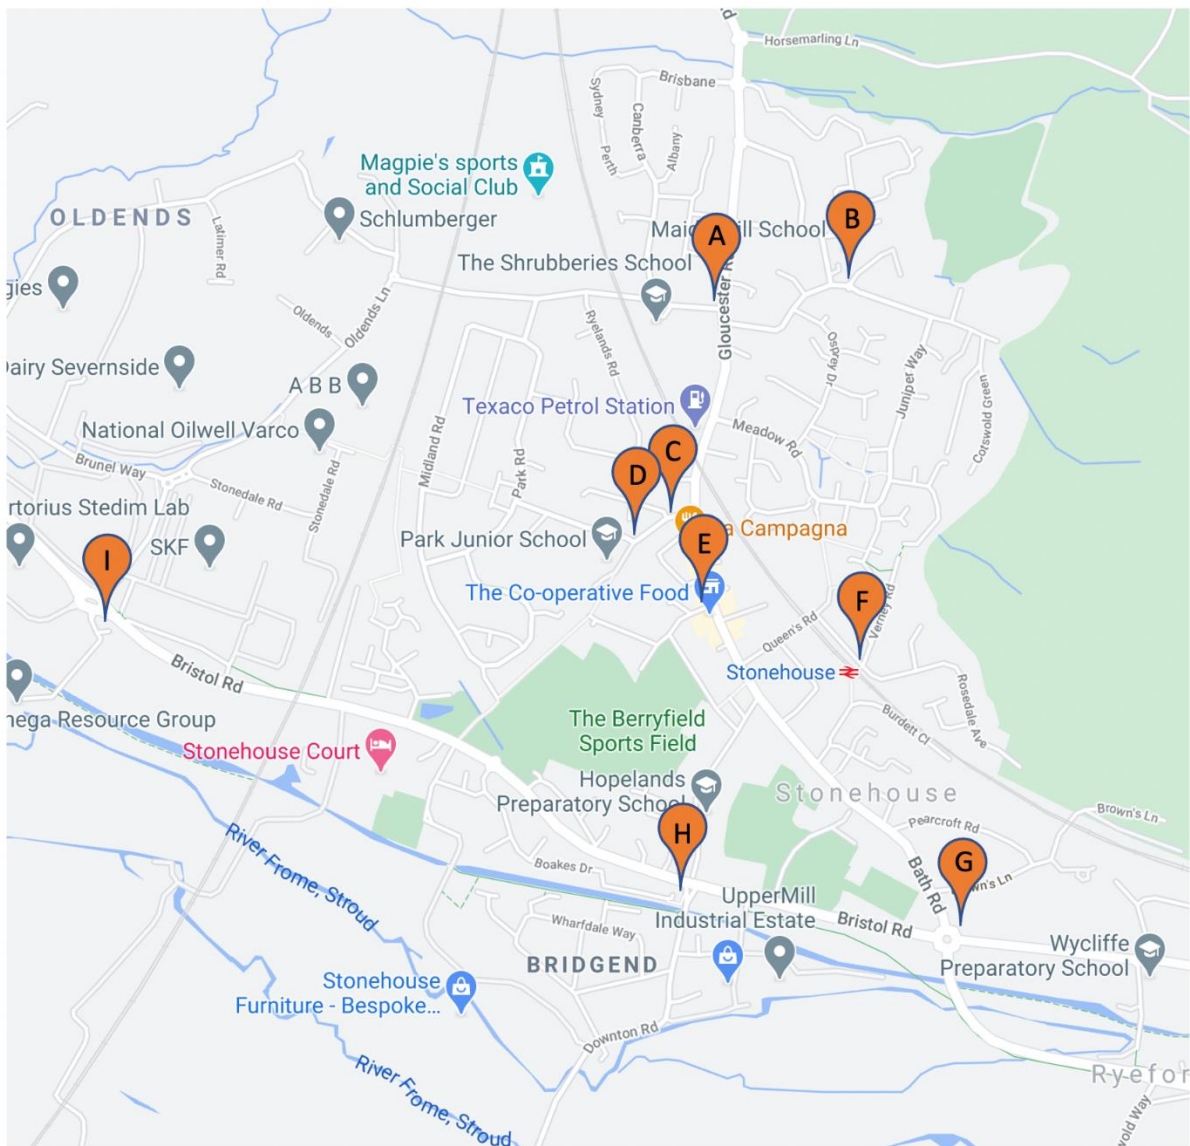 Rd
Horsemarling Ln
Brisbane
Sydney
Canberra
Albany
Perth
Magpie's sports
and Social Club
OLDENDS
Schlumberger
Latimer Rd
A
B
Maid
ill School
The Shrubberies School
gies
Oldends Ln
Oldends
Ryelands Rd
Gloucester R
Osprey Dr
Juniper Way
airy Severnside
A B B
Texaco Petrol Station
Cotswold Green
National Oilwell Varco
Midland Rd
Park Rd
Meadow Rd
C
D
Brunel Way
Stonedale Rd
Stonedale Rd
rtorius Stedim Lab
SKF
Park Junior School
a Campagna
E
I
The Co-operative Food
F
Verney Rd
Queen's Rd
Bristol Rd
Stonehouse
Rosedale Ave
nega Resource Group
The Berryfield
Sports Field
Burdett Cl
Stonehouse Court
Hopelands
Preparatory School
Stonehouse
Brown's Ln
Pearcroft Rd
River Frome, Stroud
H
Boakes Dr
Bath Rd
G
wn's Ln
UpperMill
Industrial Estate
Bristol Rd
Wharfdale Way
BRIDGEND
Wycliffe
Preparatory School
Stonehouse
Furniture - Bespoke...
Downton Rd
River Frome, Stroud
Ryefor
wold Way